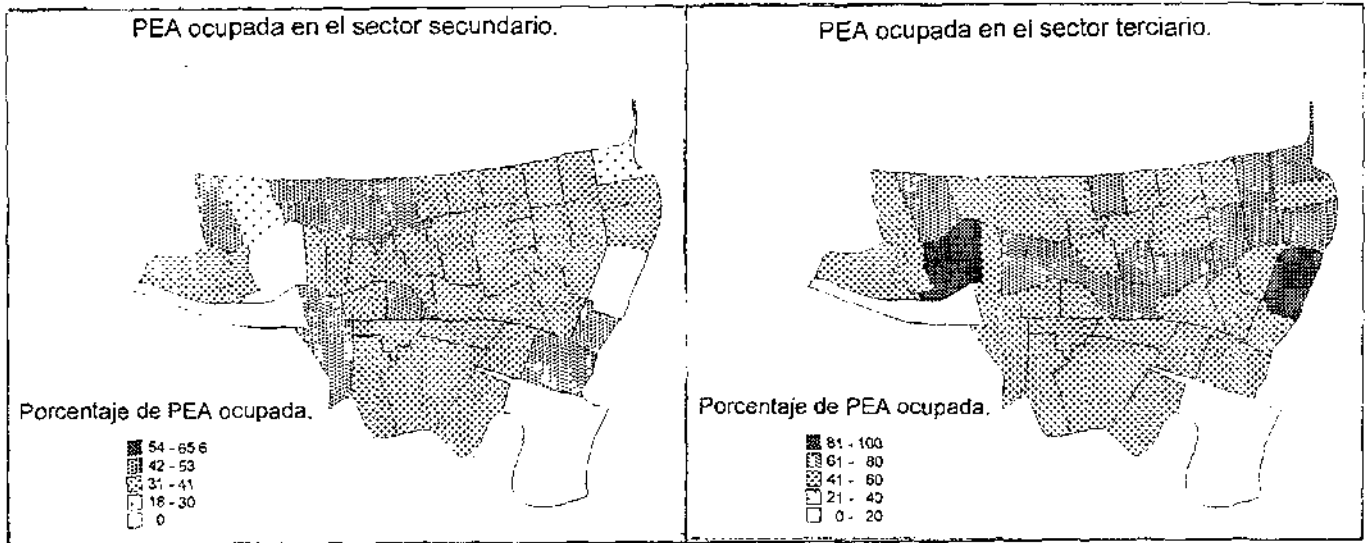 PEA ocupada en el sector secundario.
Porcentaje de PEA ocupada.
54 - 65 6
42 - 53
31 - 41
18 - 30
0
PEA ocupada en el sector terciario.
Porcentaje de PEA ocupada.
81 - 100
61 - 80
41 - 60
21 - 40
0 - 20